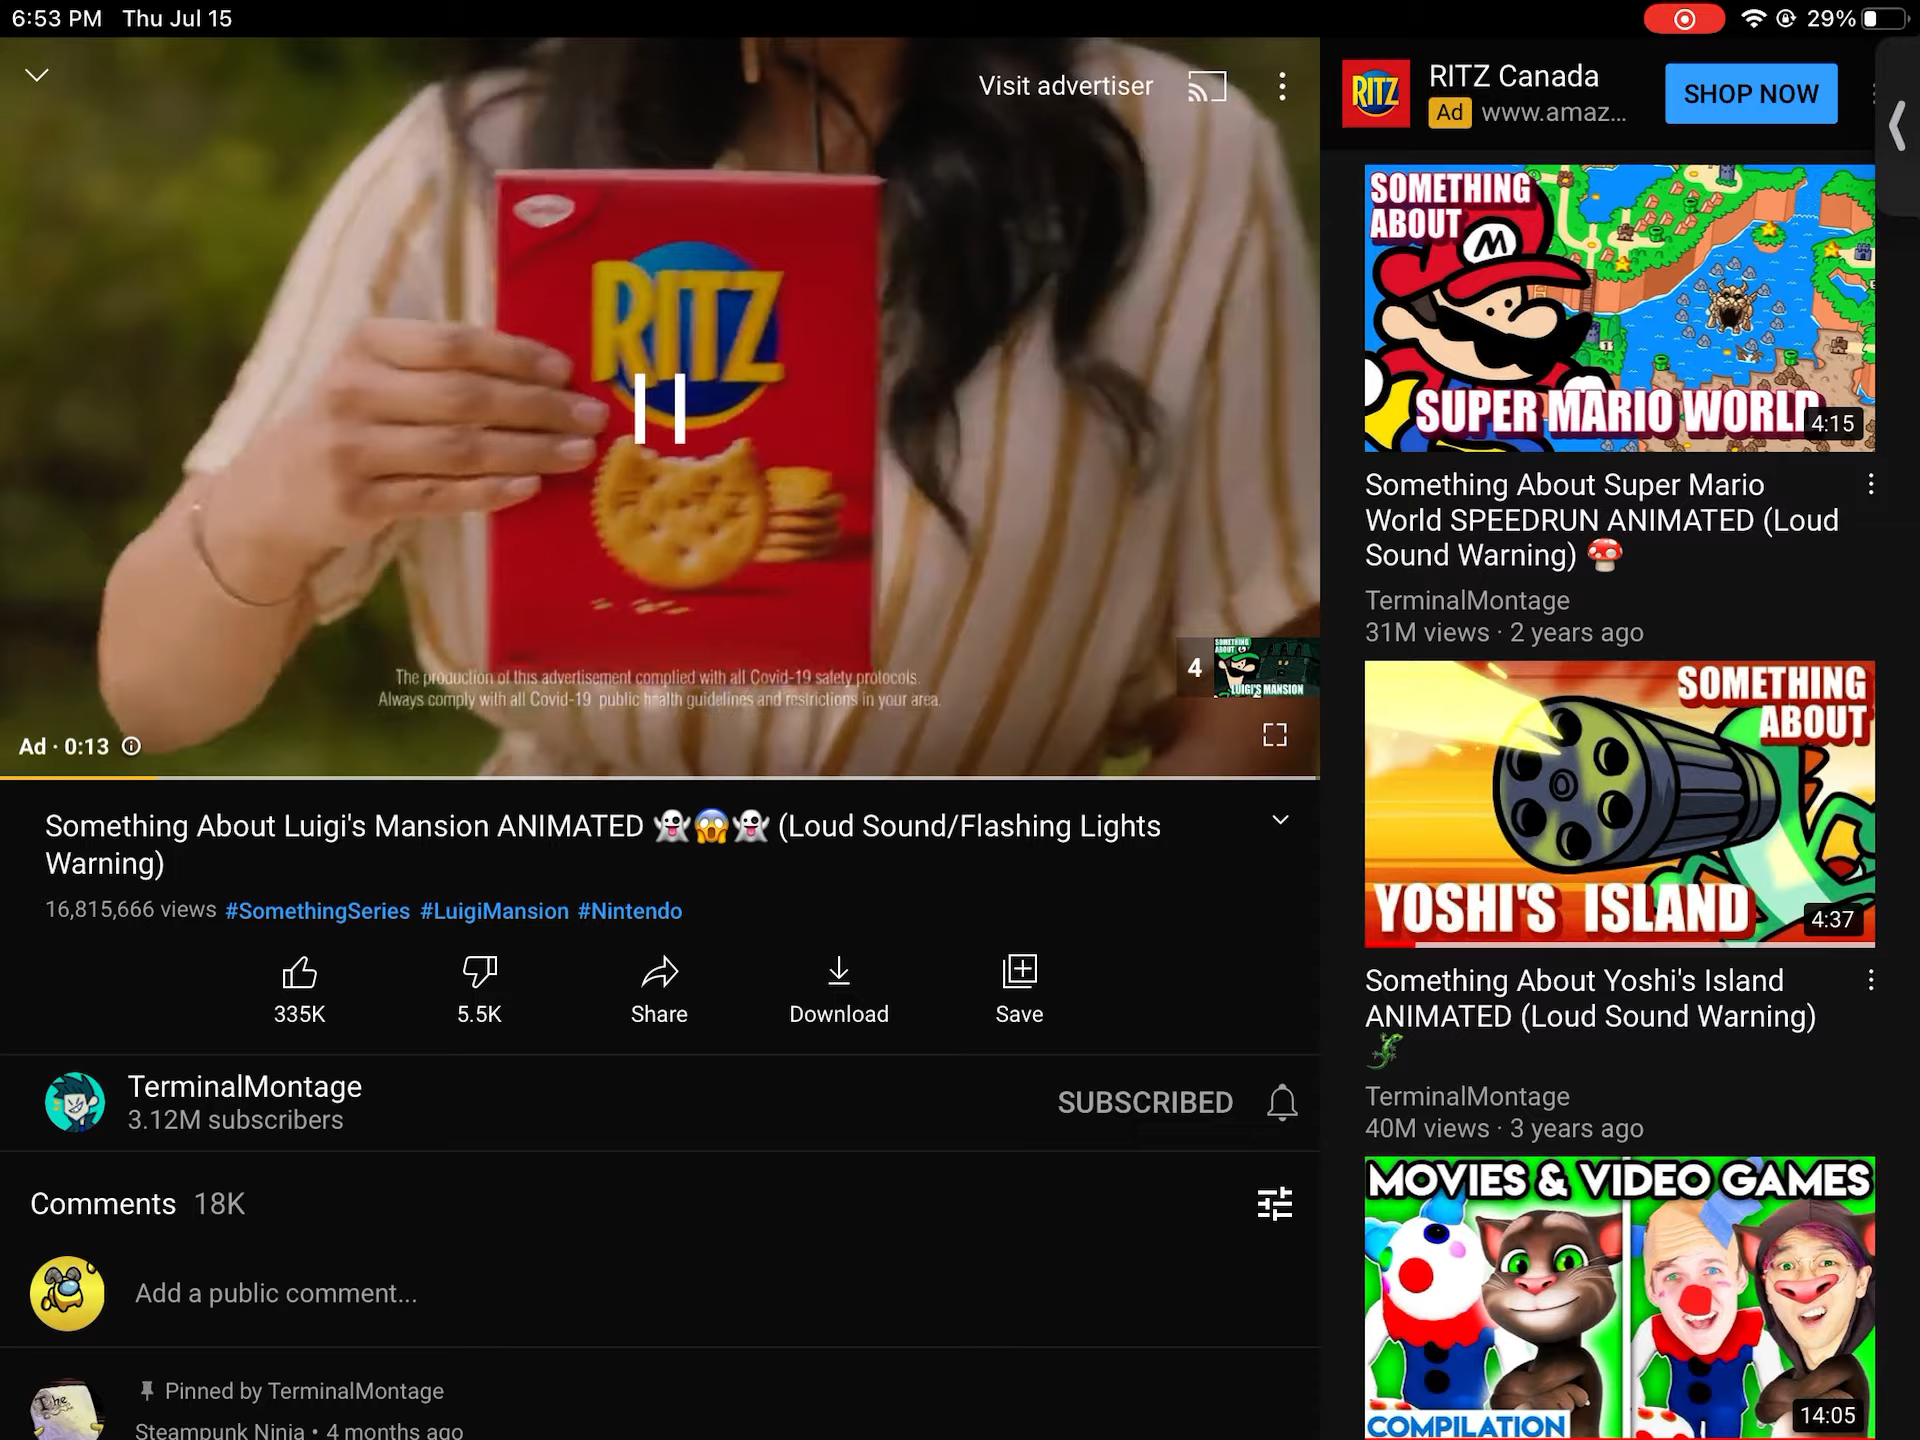 6:53 PM Thu Jul 15
29%
Visit advertiser
RITZ
The production of this advertisement complied with all Covid-19 safety protocols.
Always comply with all Covid-19 public health guidelines and restrictions in your area.
4
SOMETHING
ABOUT
LUIGI'S MANSION
Ad · 0:13
Something About Luigi's Mansion ANIMATED 👻😱👻 (Loud Sound/Flashing Lights
Warning)
16,815,666 views #SomethingSeries #LuigiMansion #Nintendo
335K
5.5K
Share
Download
Save
TerminalMontage
3.12M subscribers
SUBSCRIBED
Comments 18K
Add a public comment...
The
Pinned by TerminalMontage
Steampunk Ninja • 4 months ago
RITZ
RITZ Canada
Ad www.amaz...
SHOP NOW
SOMETHING
ABOUT
M
1
SUPER MARIO WORLD
4:15
Something About Super Mario
World SPEEDRUN ANIMATED (Loud
Sound Warning) 🍄
TerminalMontage
31M views · 2 years ago
SOMETHING
ABOUT
YOSHI'S ISLAND
4:37
Something About Yoshi's Island
ANIMATED (Loud Sound Warning)
🦎
TerminalMontage
40M views · 3 years ago
MOVIES & VIDEO GAMES
COMPILATION
14:05